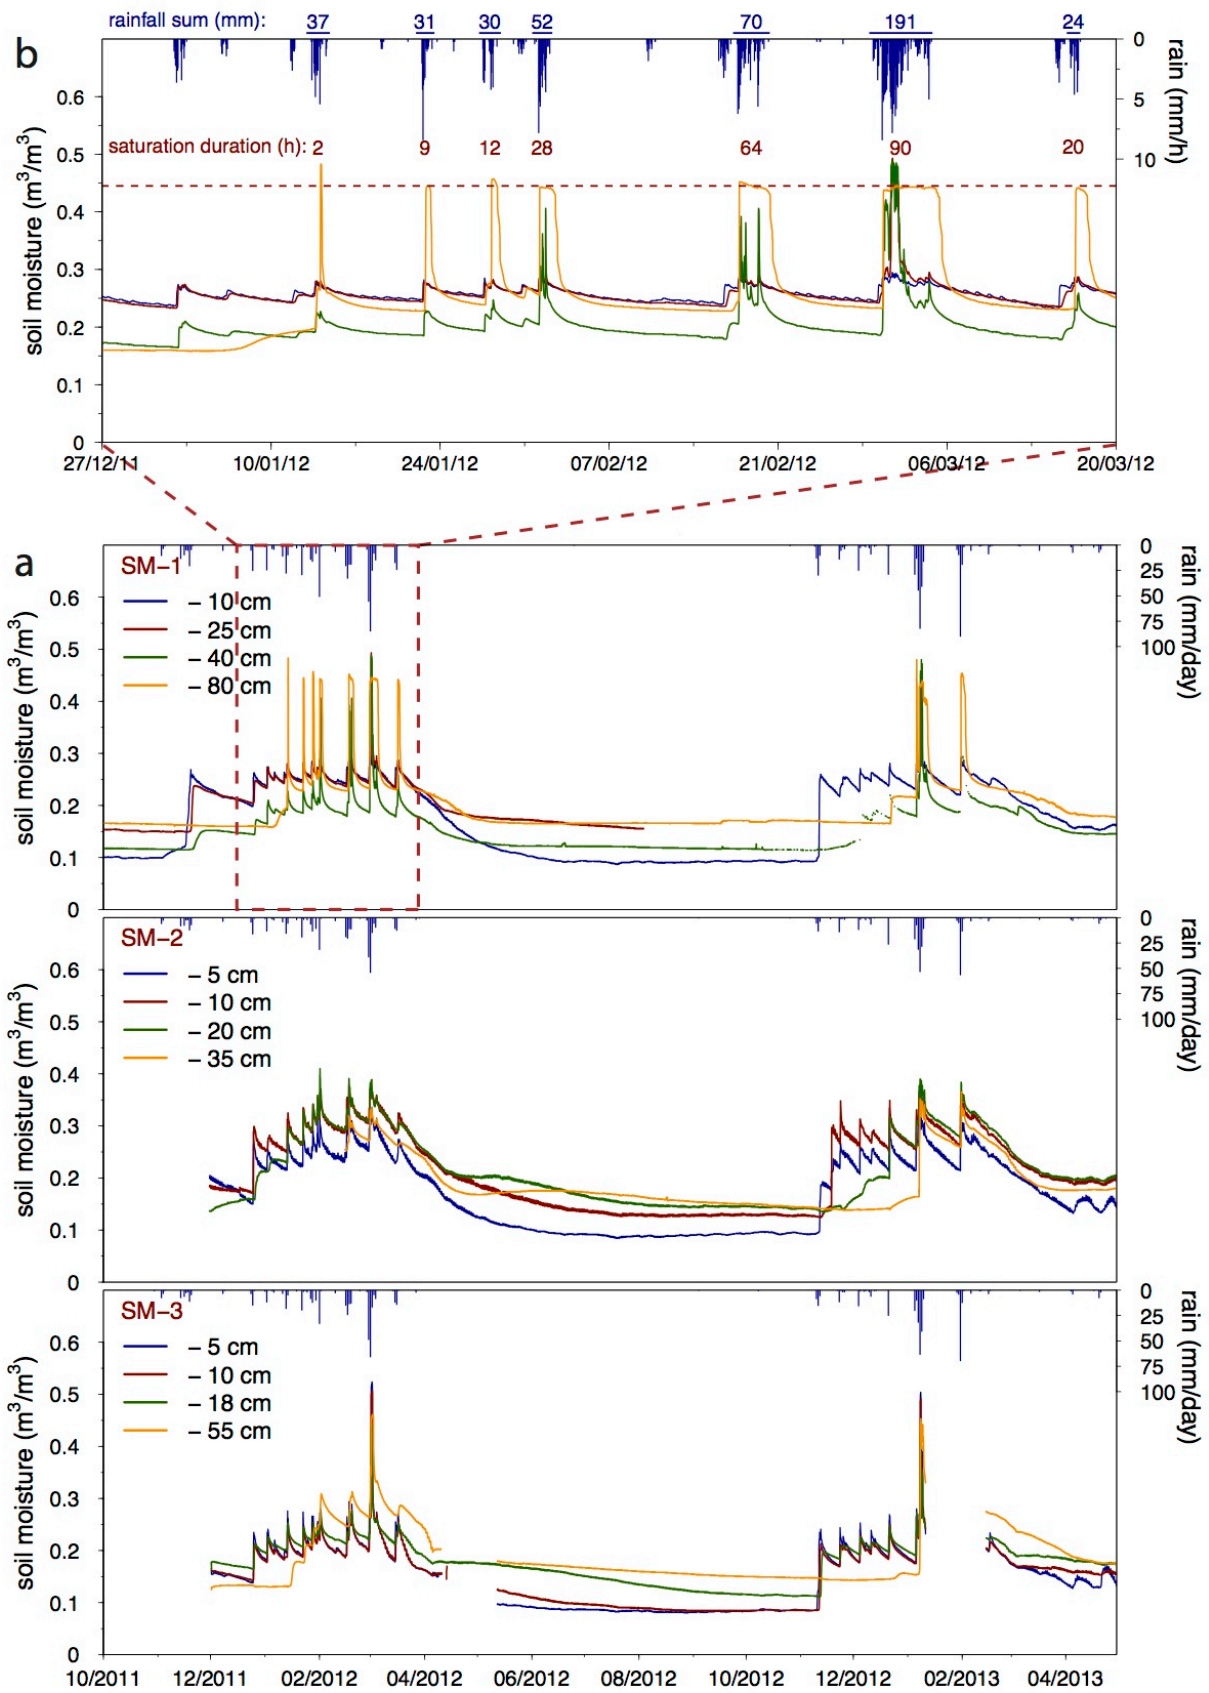 rainfall sum (mm): 37 31 30 52 70 191 24
b
0
5
10
rain (mm/h)
0.6
0.5
0.4
0.3
0.2
0.1
0
soil moisture (m³/m³)
saturation duration (h): 2 9 12 28 64 90 20
27/12/11 10/01/12 24/01/12 07/02/12 21/02/12 06/03/12 20/03/12
a
SM-1
- 10 cm
- 25 cm
- 40 cm
- 80 cm
0.6
0.5
0.4
0.3
0.2
0.1
0
soil moisture (m³/m³)
0
25
50
75
100
rain (mm/day)
SM-2
- 5 cm
- 10 cm
- 20 cm
- 35 cm
0.6
0.5
0.4
0.3
0.2
0.1
0
soil moisture (m³/m³)
0
25
50
75
100
rain (mm/day)
SM-3
- 5 cm
- 10 cm
- 18 cm
- 55 cm
0.6
0.5
0.4
0.3
0.2
0.1
0
soil moisture (m³/m³)
0
25
50
75
100
rain (mm/day)
10/2011 12/2011 02/2012 04/2012 06/2012 08/2012 10/2012 12/2012 02/2013 04/2013